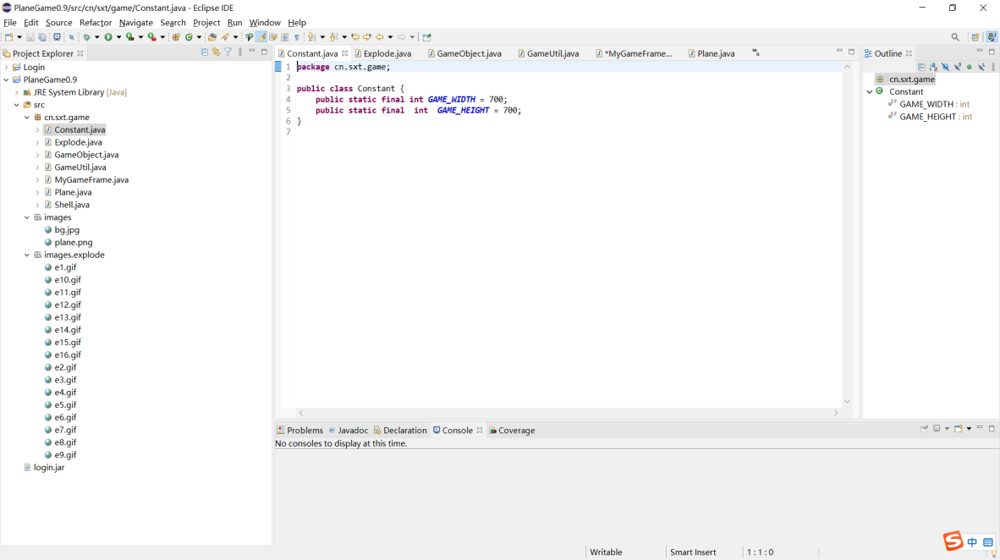 PlaneGame0.9/src/cn/sxt/game/Constant.java - Eclipse IDE
File Edit Source Refactor Navigate Search Project Run Window Help
Project Explorer
Login
PlaneGame0.9
JRE System Library [Java]
src
cn.sxt.game
Constant.java
Explode.java
GameObject.java
GameUtil.java
MyGameFrame.java
Plane.java
Shell.java
images
bg.jpg
plane.png
images.explode
e1.gif
e10.gif
e11.gif
e12.gif
e13.gif
e14.gif
e15.gif
e16.gif
e2.gif
e3.gif
e4.gif
e5.gif
e6.gif
e7.gif
e8.gif
e9.gif
login.jar
Constant.java Explode.java GameObject.java GameUtil.java *MyGameFrame... Plane.java »6
1 package cn.sxt.game;
2
3 public class Constant {
4 public static final int GAME_WIDTH = 700;
5 public static final int GAME_HEIGHT = 700;
6 }
7
Outline
cn.sxt.game
Constant
GAME_WIDTH : int
GAME_HEIGHT : int
Problems @ Javadoc Declaration Console Coverage
No consoles to display at this time.
Writable Smart Insert 1 : 1 : 0
S 中